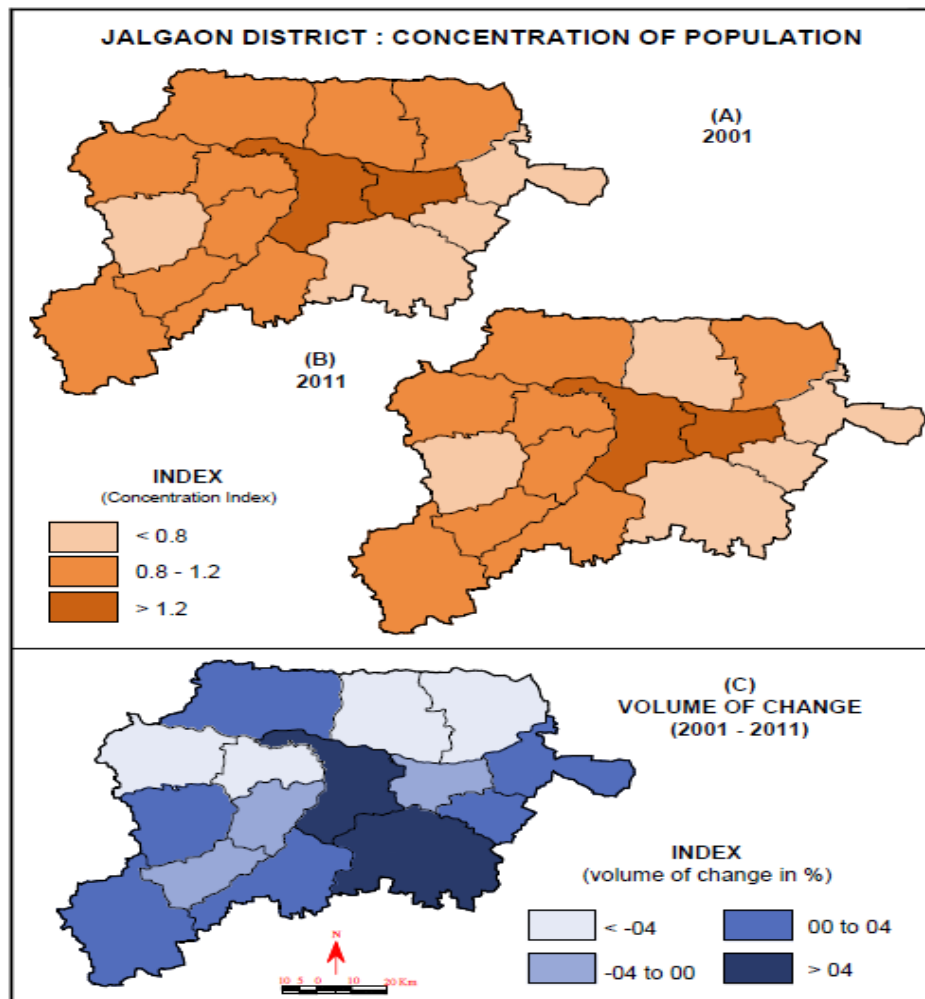 JALGAON DISTRICT : CONCENTRATION OF POPULATION
(A)
2001
(B)
2011
INDEX
(Concentration Index)
< 0.8
0.8 - 1.2
> 1.2
(C)
VOLUME OF CHANGE
(2001 - 2011)
INDEX
(volume of change in %)
< -04
00 to 04
-04 to 00
> 04
N
10 5 0 10 20 Km